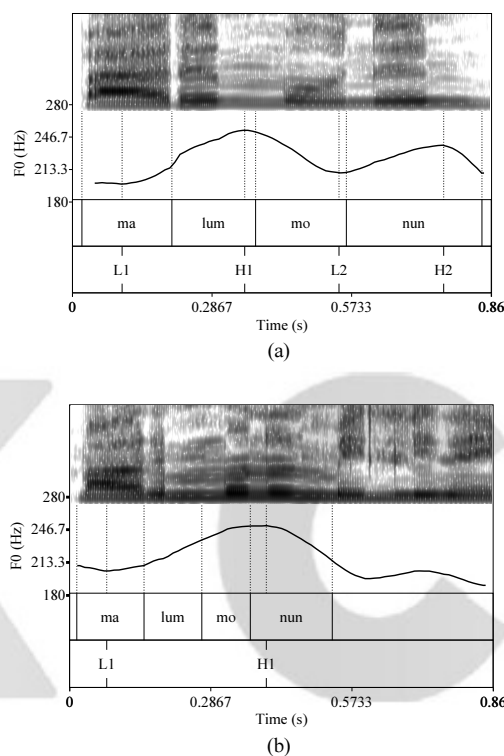 280
246.7
213.3
180
F0 (Hz)
ma lum mo nun
L1 H1 L2 H2
0 0.2867 0.5733 0.86
Time (s)
(a)
280
246.7
213.3
180
F0 (Hz)
ma lum mo nun
L1 H1
0 0.2867 0.5733 0.86
Time (s)
(b)